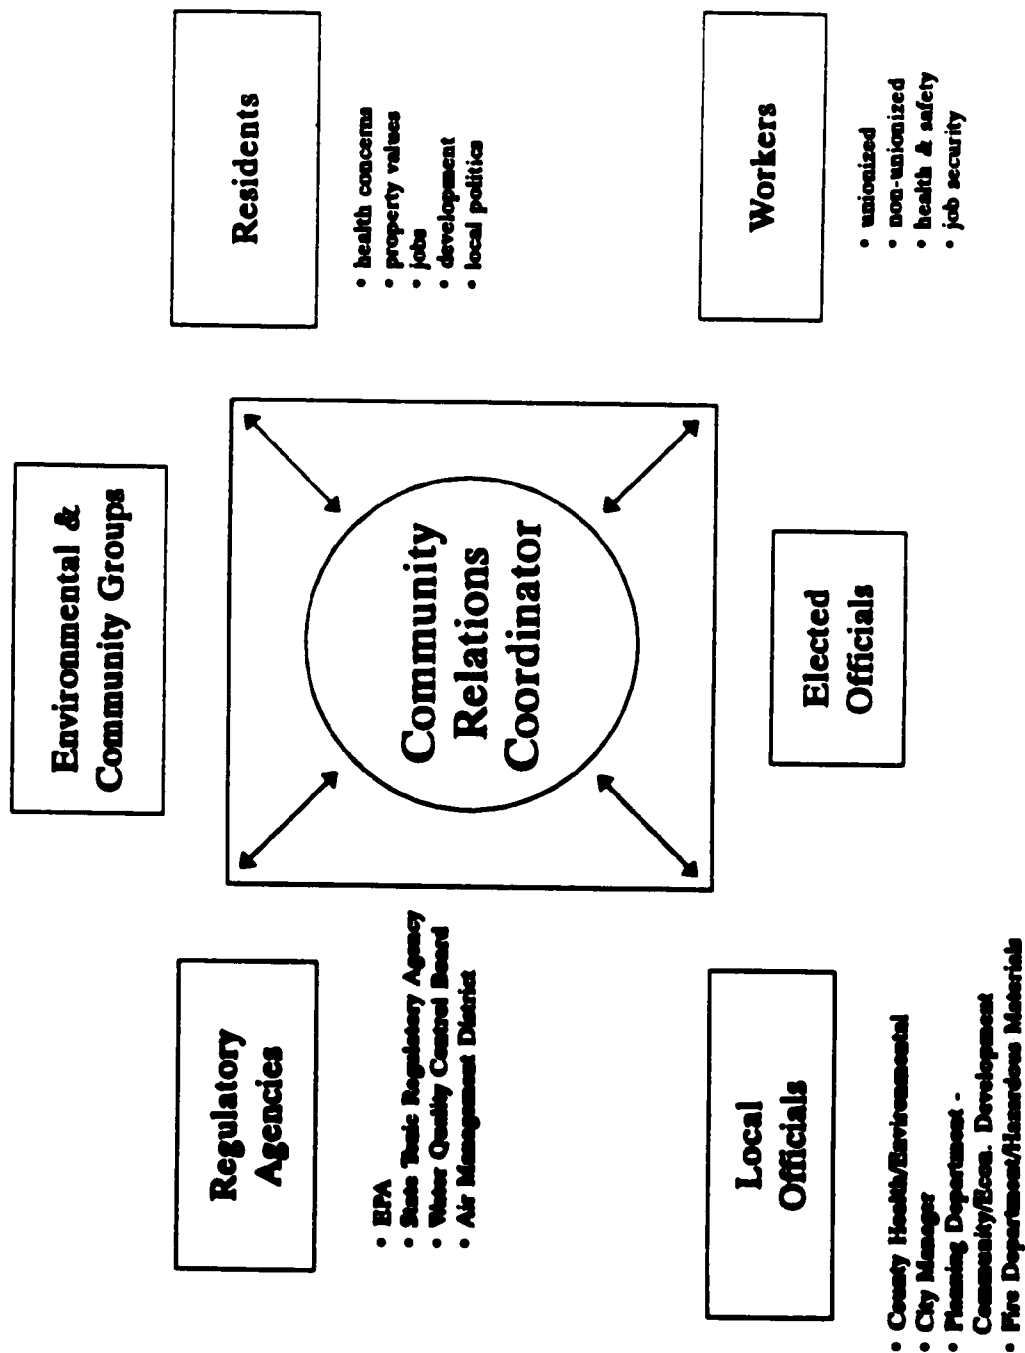 Environmental &
Community Groups
Regulatory
Agencies
• EPA
• State Toxic Regulatory Agency
• Water Quality Control Board
• Air Management District
Residents
• health concerns
• property values
• jobs
• development
• local politics
Community
Relations
Coordinator
Local
Officials
• County Health/Environmental
• City Manager
• Planning Department -
Community/Econ. Development
• Fire Department/Hazardous Materials
Elected
Officials
Workers
• unionized
• non-unionized
• health & safety
• job security